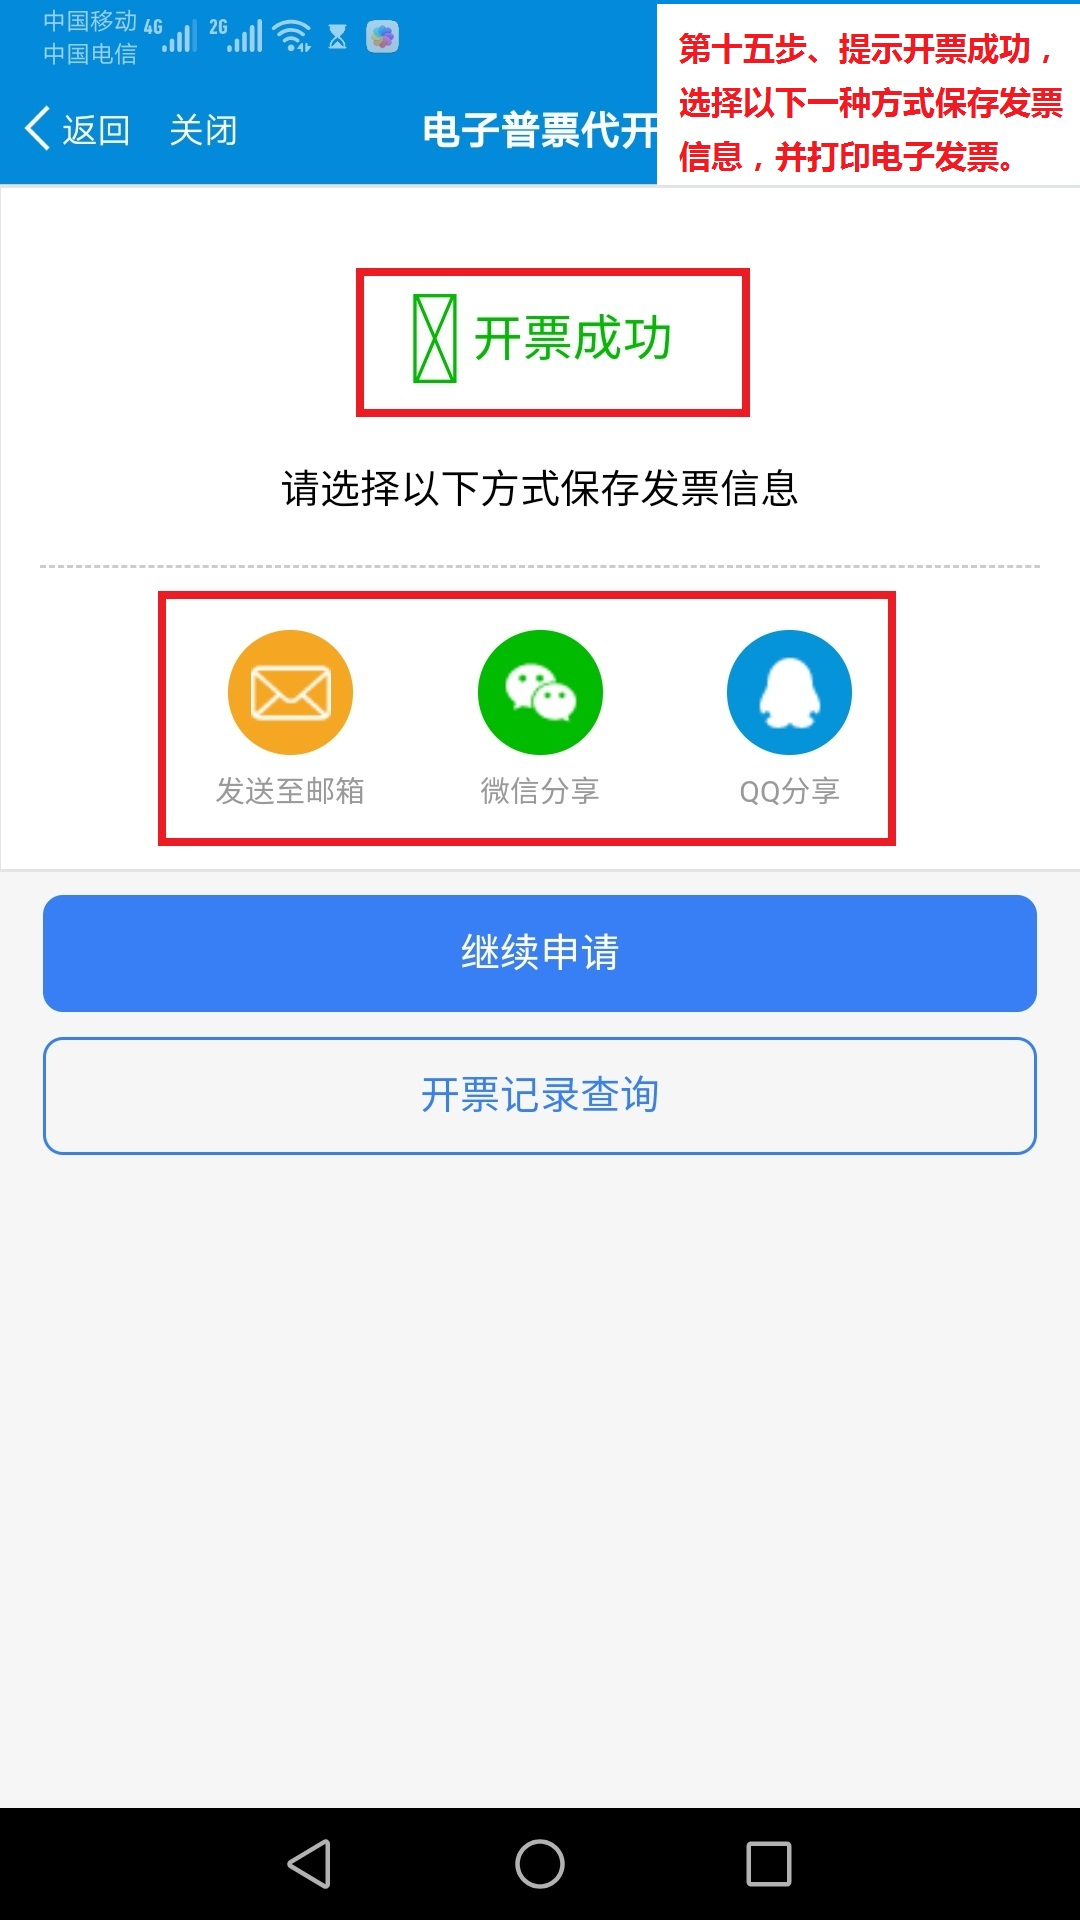 中国移动 4G 2G
中国电信
返回 关闭 电子普票代开
第十五步、提示开票成功，
选择以下一种方式保存发票
信息，并打印电子发票。
开票成功
请选择以下方式保存发票信息
发送至邮箱 微信分享 QQ分享
继续申请
开票记录查询